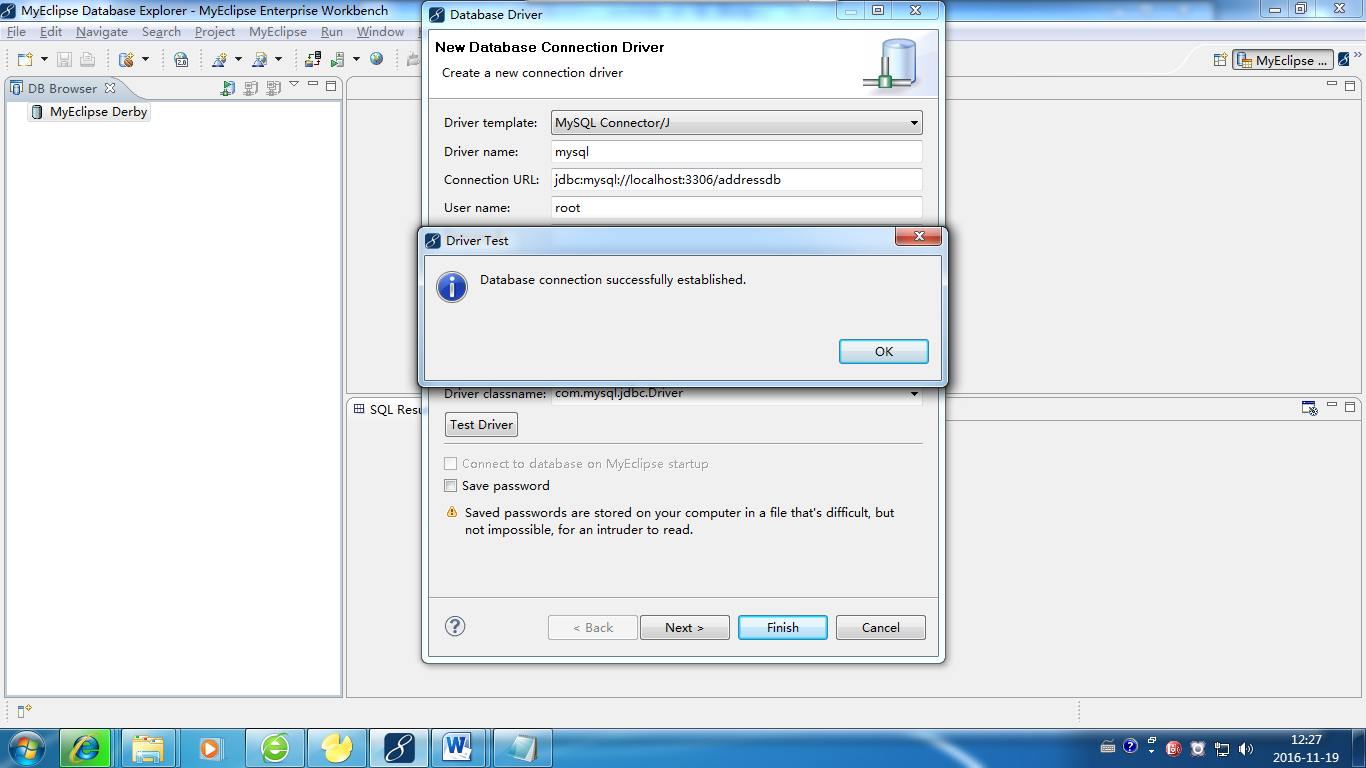 MyEclipse Database Explorer - MyEclipse Enterprise Workbench
File Edit Navigate Search Project MyEclipse Run Window
MyEclipse ...
DB Browser
MyEclipse Derby
Database Driver
New Database Connection Driver
Create a new connection driver
Driver template: MySQL Connector/J
Driver name: mysql
Connection URL: jdbc:mysql://localhost:3306/addressdb
User name: root
Driver Test
Database connection successfully established.
OK
Driver classname: com.mysql.jdbc.Driver
SQL Resu
Test Driver
Connect to database on MyEclipse startup
Save password
Saved passwords are stored on your computer in a file that's difficult, but
not impossible, for an intruder to read.
< Back Next > Finish Cancel
12:27
2016-11-19